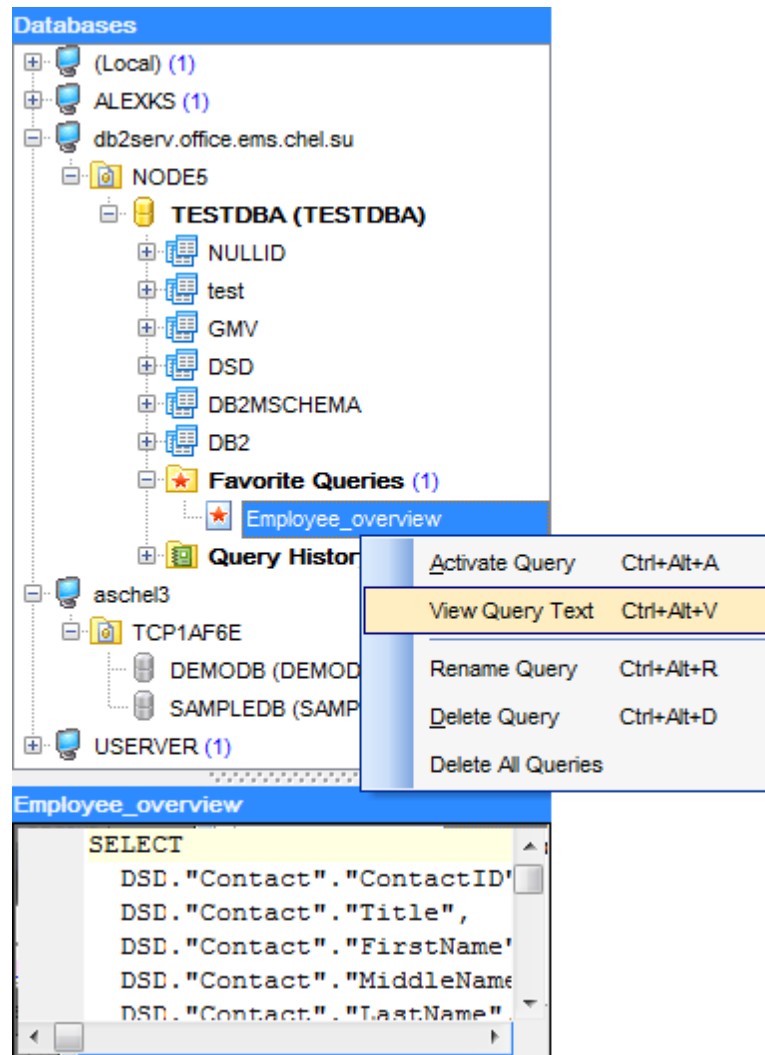 Databases
(Local) (1)
ALEXKS (1)
db2serv.office.ems.chel.su
NODE5
TESTDBA (TESTDBA)
NULLID
test
GMV
DSD
DB2MSCHEMA
DB2
Favorite Queries (1)
Employee_overview
Query Histor
Activate Query Ctrl+Alt+A
View Query Text Ctrl+Alt+V
Rename Query Ctrl+Alt+R
Delete Query Ctrl+Alt+D
Delete All Queries
aschel3
TCP1AF6E
DEMODB (DEMOD
SAMPLEDB (SAMP
USERVER (1)
Employee_overview
SELECT
DSD."Contact"."ContactID"
DSD."Contact"."Title",
DSD."Contact"."FirstName"
DSD."Contact"."MiddleName
DSD."Contact"."LastName"